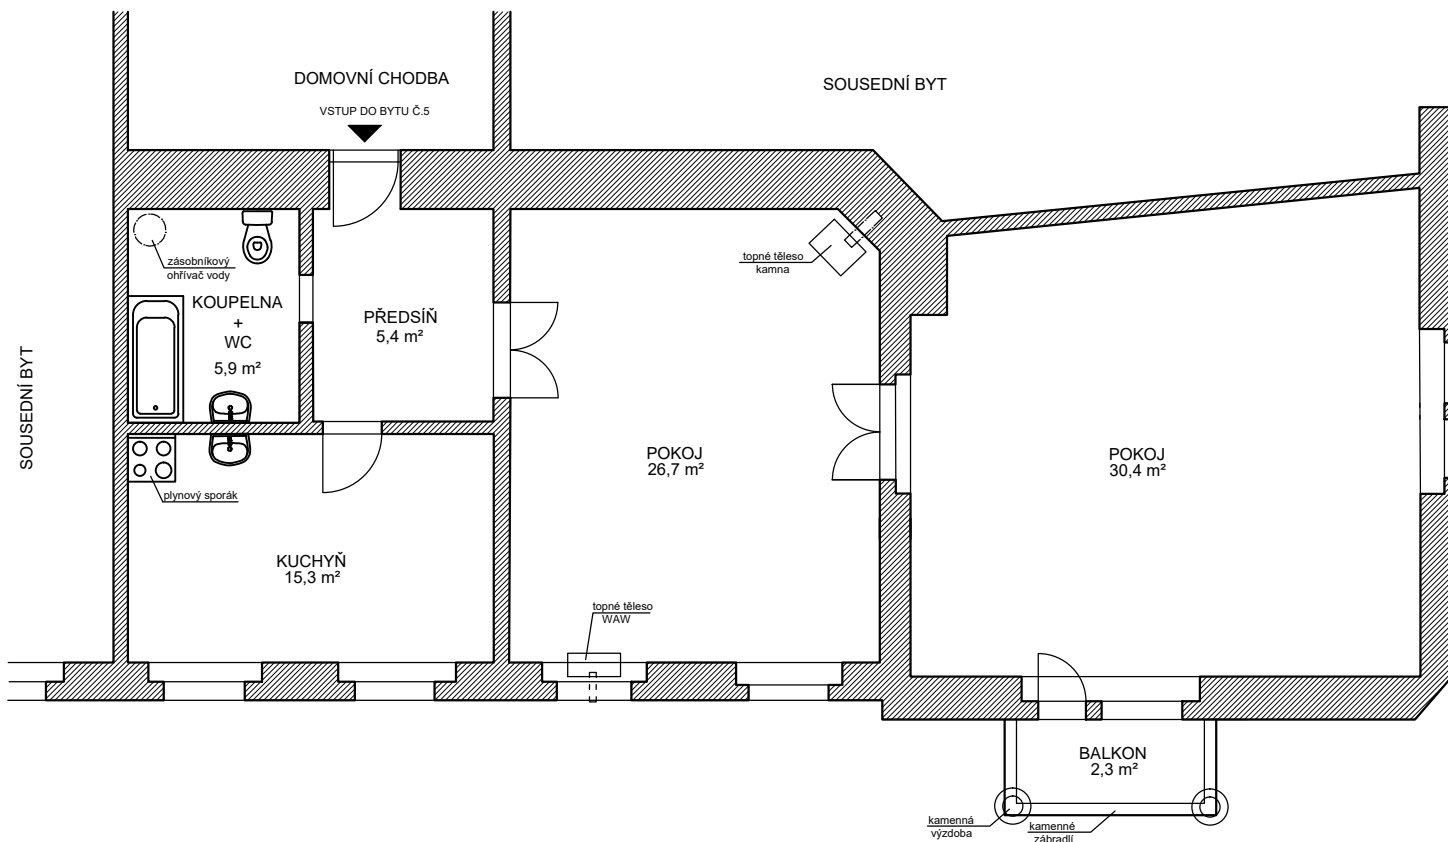 DOMOVNÍ CHODBA
VSTUP DO BYTU Č.5
SOUSEDNÍ BYT
SOUSEDNÍ BYT
zásobníkový
ohřívač vody
KOUPELNA
+
WC
5,9 m²
PŘEDSÍŇ
5,4 m²
topné těleso
kamna
POKOJ
26,7 m²
POKOJ
30,4 m²
plynový sporák
KUCHYŇ
15,3 m²
topné těleso
WAW
BALKON
2,3 m²
kamenná
výzdoba
kamenné
zábradlí